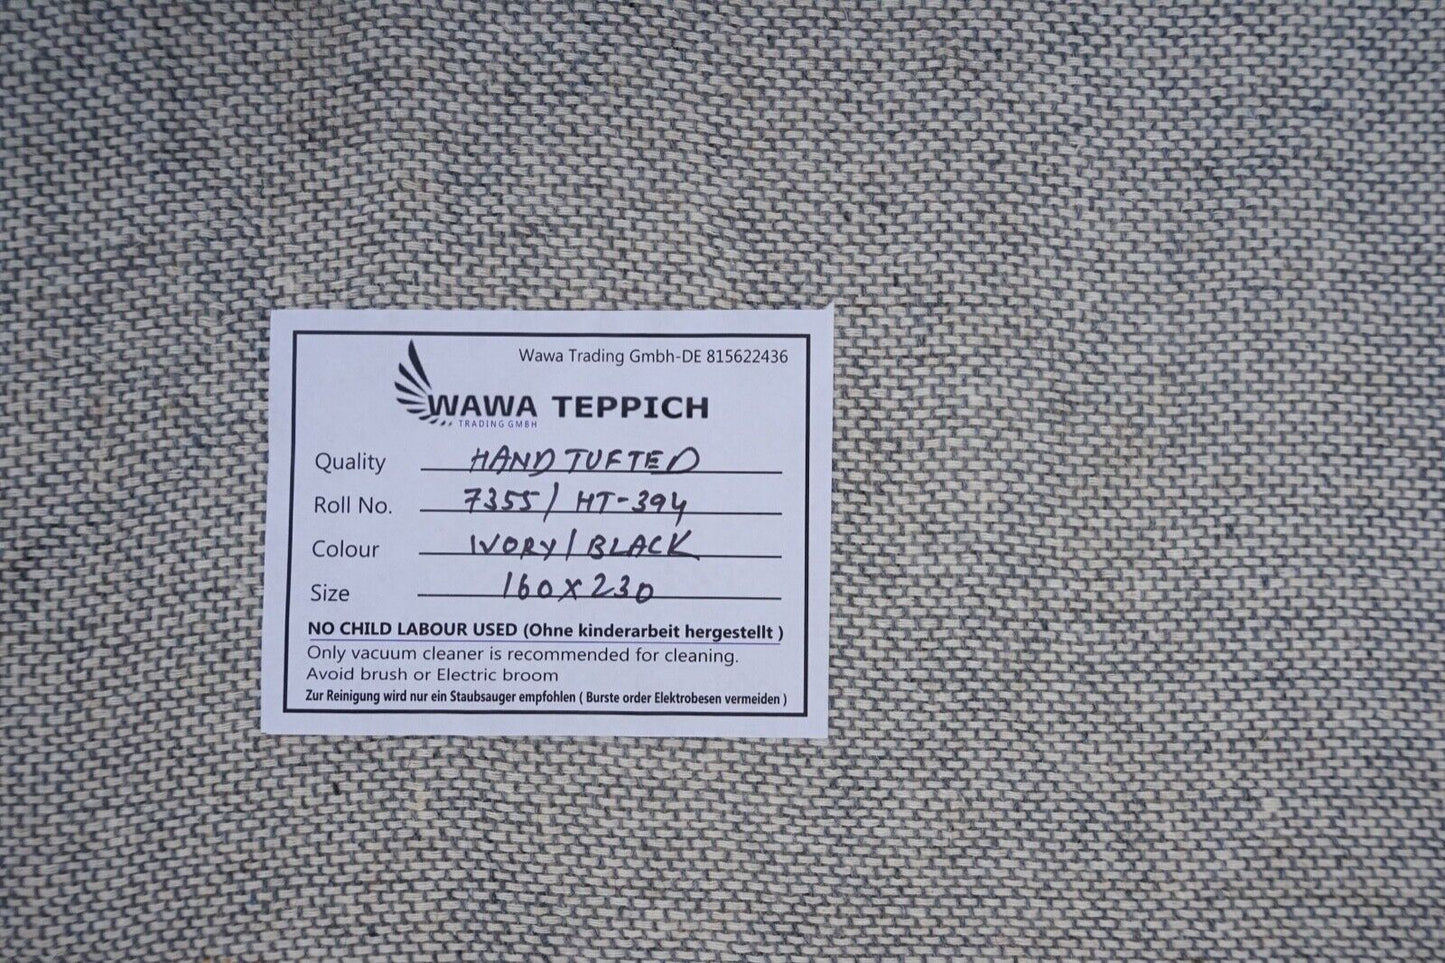 Wawa Trading Gmbh-DE 815622436
WAWA TEPPICH
TRADING GMBH
Quality HAND TUFTED
Roll No. 7355/ HT-394
Colour IVORY/BLACK
Size 160x230
NO CHILD LABOUR USED (Ohne kinderarbeit hergestellt )
Only vacuum cleaner is recommended for cleaning.
Avoid brush or Electric broom
Zur Reinigung wird nur ein Staubsauger empfohlen ( Burste order Elektrobesen vermeiden )